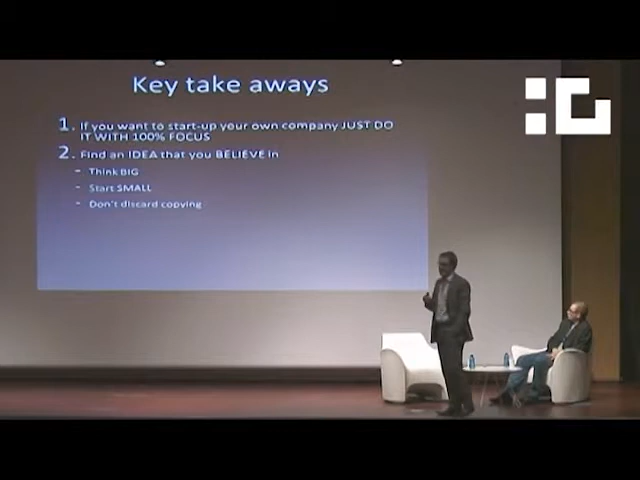 Key take aways
1. If you want to start-up your own company JUST DO
IT WITH 100% FOCUS
2. Find an IDEA that you BELIEVE in
- Think BIG
- Start SMALL
- Don't discard copying